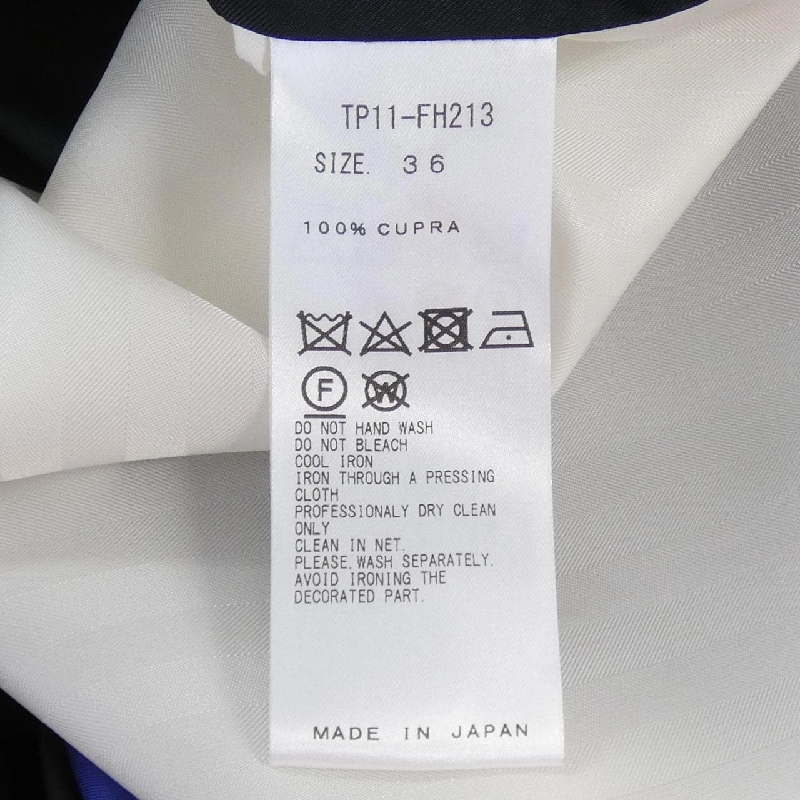 TP11-FH213
SIZE. 36
100% CUPRA
F W
DO NOT HAND WASH
DO NOT BLEACH
COOL IRON
IRON THROUGH A PRESSING
CLOTH
PROFESSIONALY DRY CLEAN
ONLY
CLEAN IN NET.
PLEASE,WASH SEPARATELY.
AVOID IRONING THE
DECORATED PART.
MADE IN JAPAN